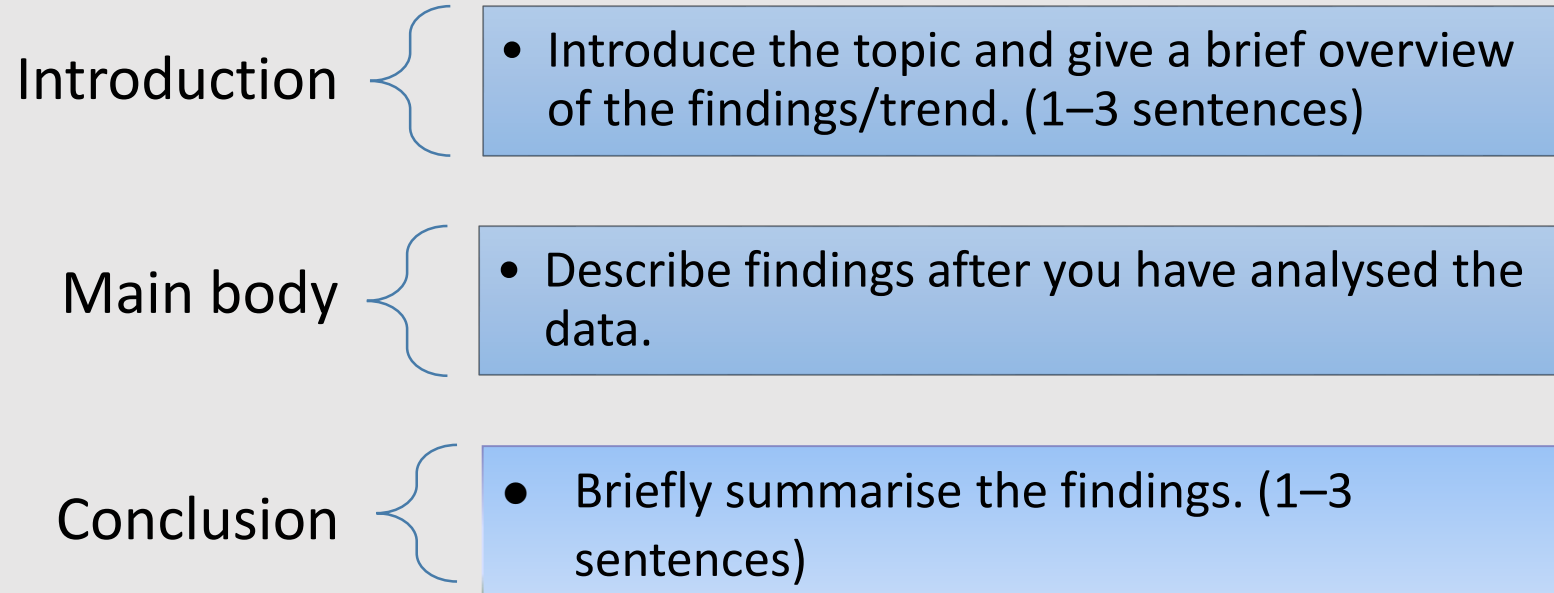 Introduction
• Introduce the topic and give a brief overview
of the findings/trend. (1–3 sentences)
Main body
• Describe findings after you have analysed the
data.
Conclusion
• Briefly summarise the findings. (1–3
sentences)